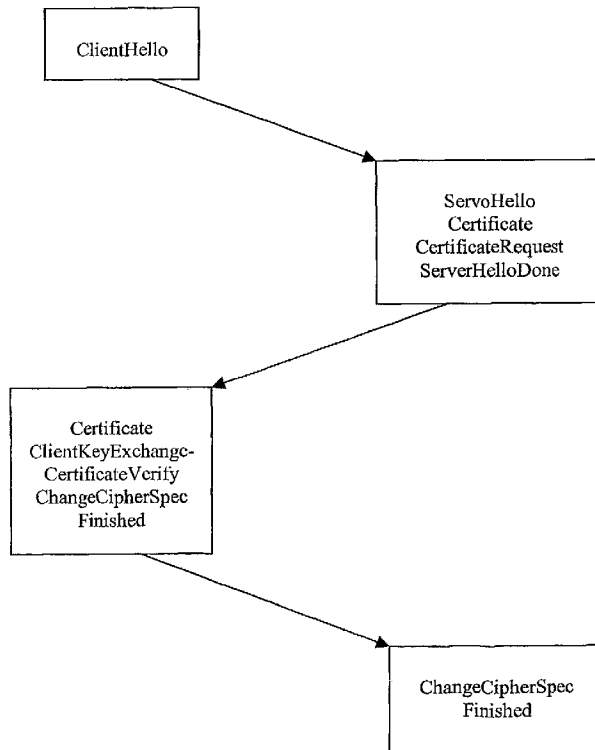 ClientHello
ServoHello
Certificate
CertificateRequest
ServerHelloDone
Certificate
ClientKeyExchange-
CertificateVerify
ChangeCipherSpec
Finished
ChangeCipherSpec
Finished